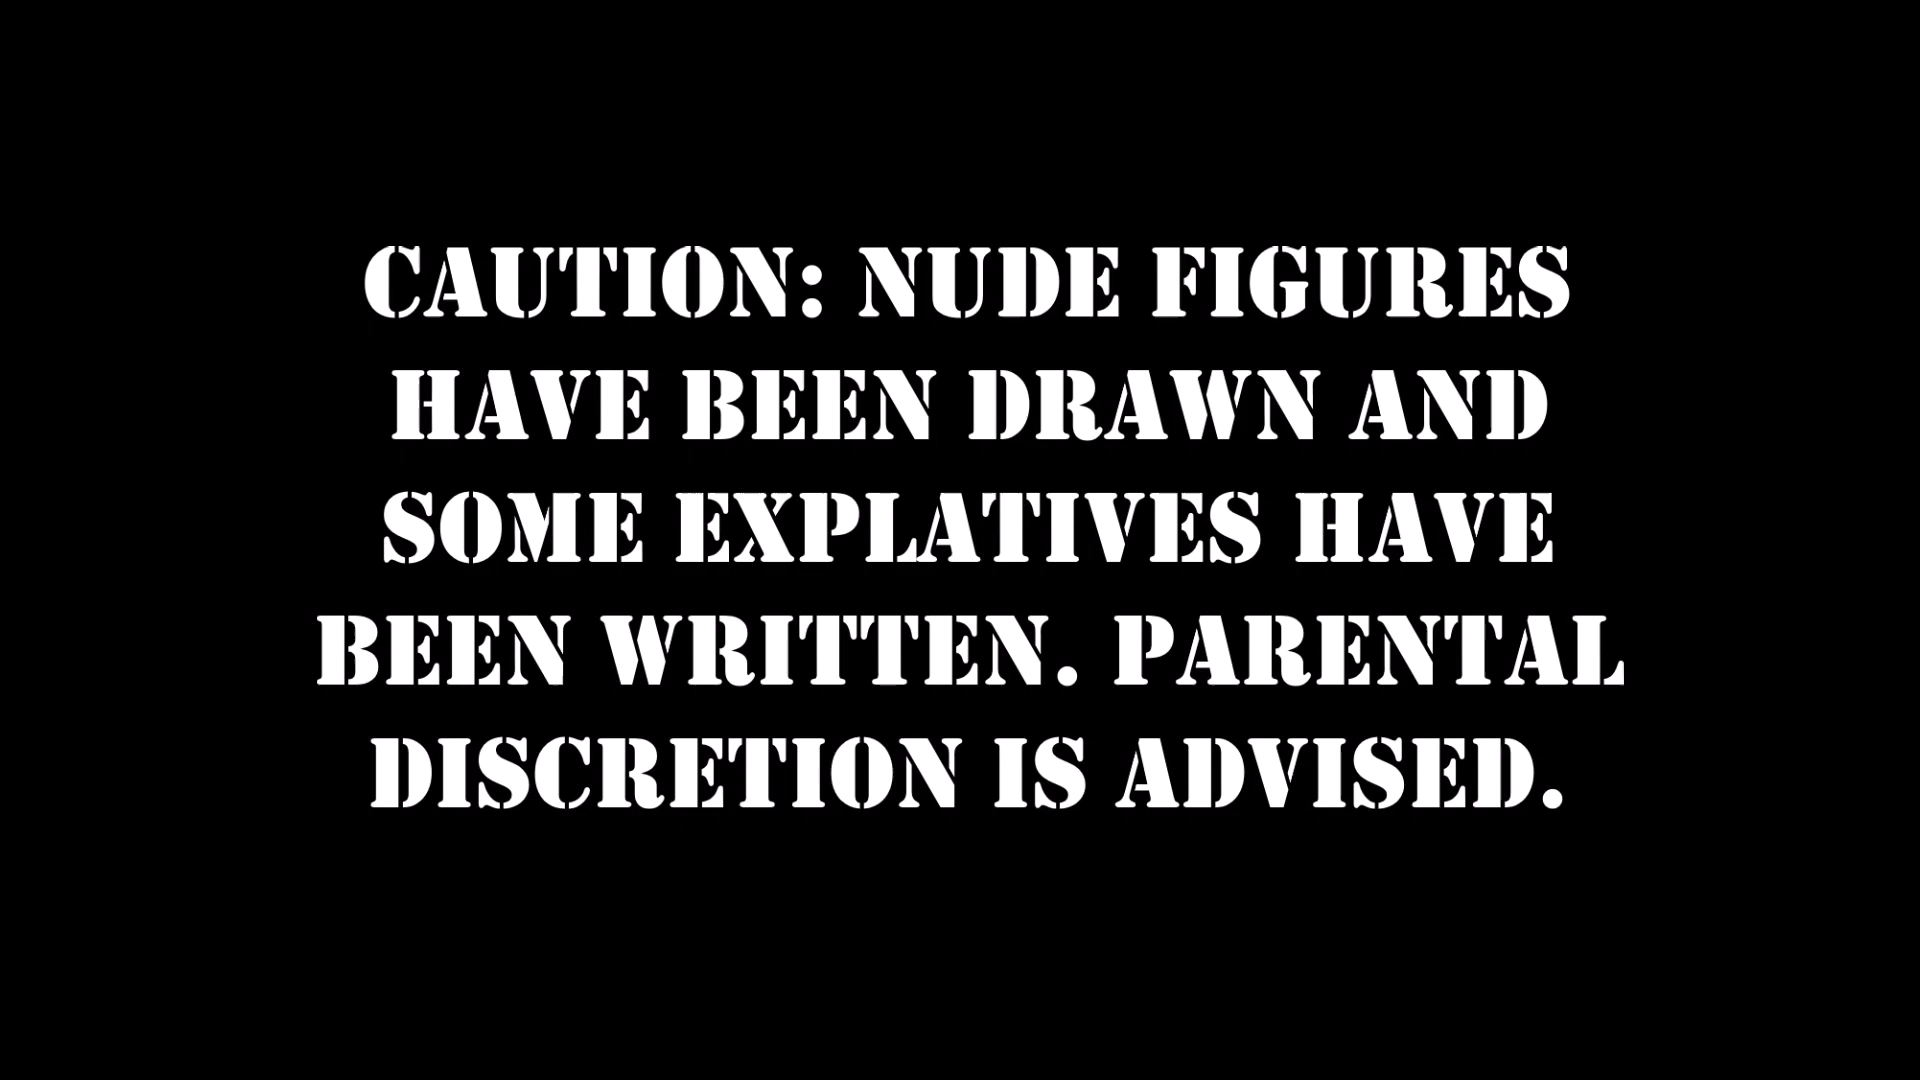 CAUTION: NUDE FIGURES
HAVE BEEN DRAWN AND
SOME EXPLATIVES HAVE
BEEN WRITTEN. PARENTAL
DISCRETION IS ADVISED.